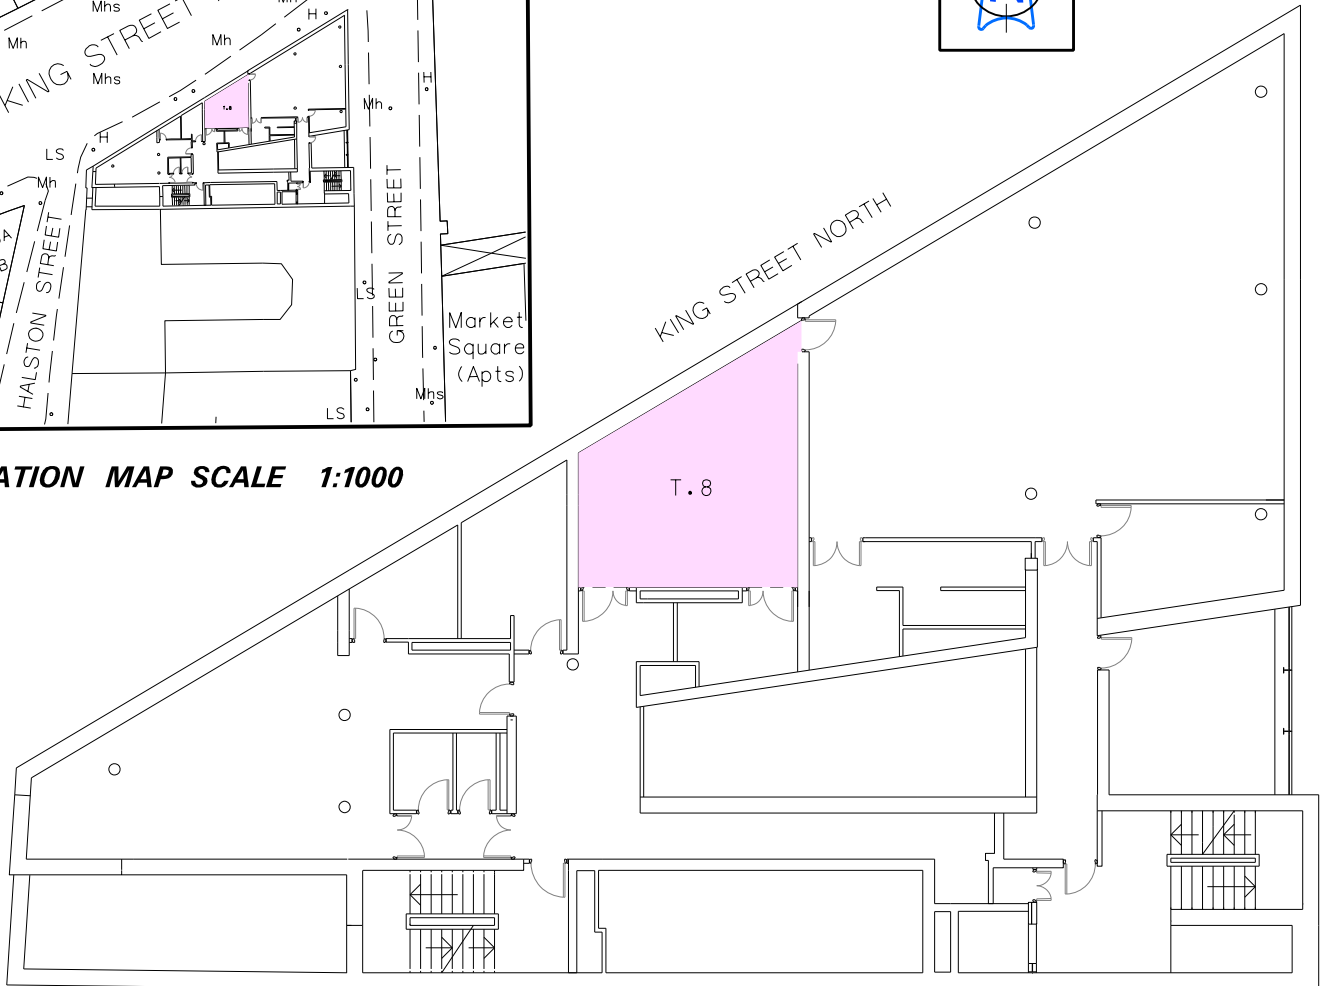 Mhs
Mh
H
Mh
Mh
KING STREET
Mhs
H
Mh
T.8
H
LS
Mh
HALSTON STREET
GREEN STREET
LS
Market
Square
(Apts)
Mhs
LS
ATION MAP SCALE 1:1000
KING STREET NORTH
T.8